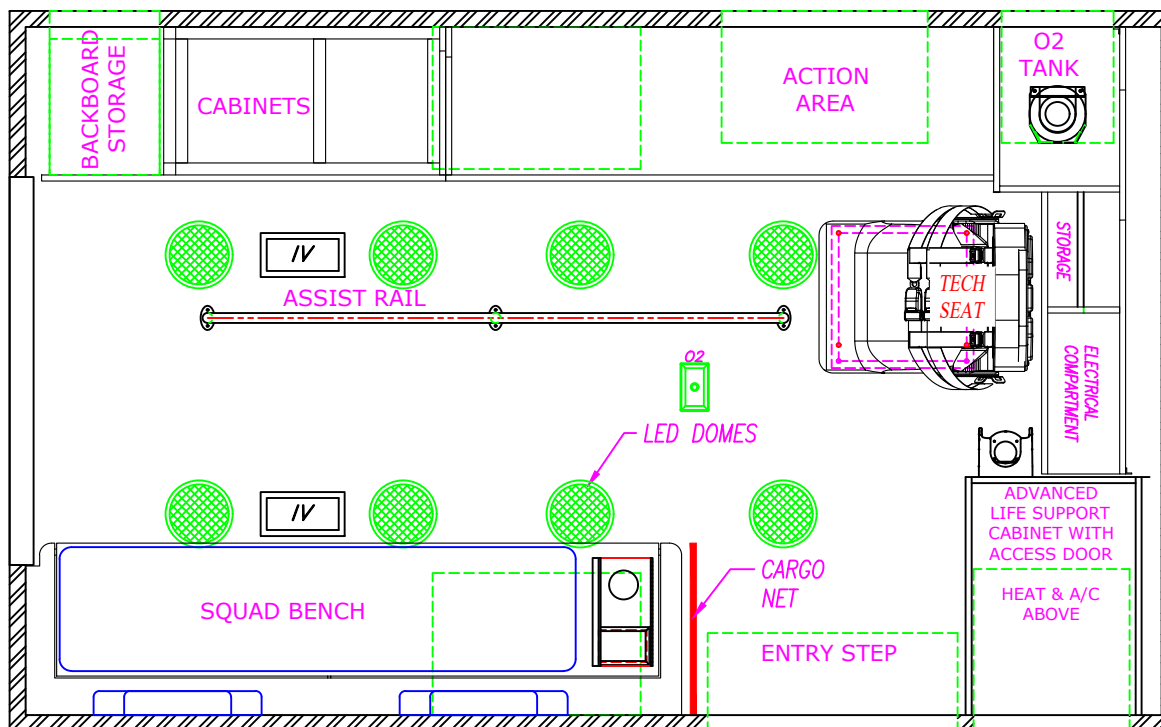 BACKBOARD
STORAGE
CABINETS
ACTION
AREA
O2
TANK
IV
ASSIST RAIL
TECH
SEAT
STORAGE
ELECTRICAL
COMPARTMENT
O2
LED DOMES
IV
ADVANCED
LIFE SUPPORT
CABINET WITH
ACCESS DOOR
HEAT & A/C
ABOVE
CARGO
NET
SQUAD BENCH
ENTRY STEP